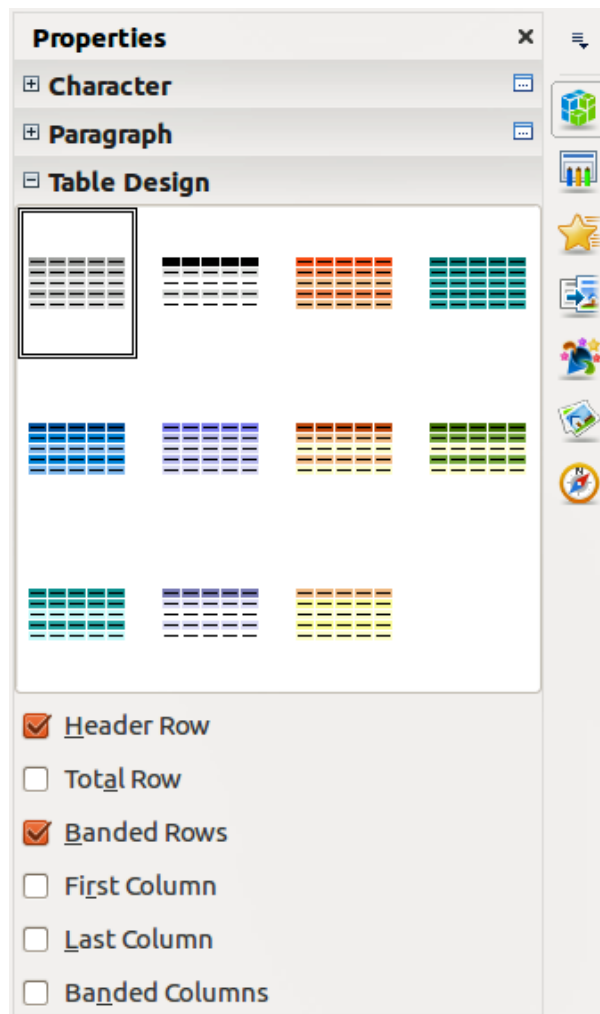 Properties
Character
Paragraph
Table Design
Header Row
Total Row
Banded Rows
First Column
Last Column
Banded Columns
N